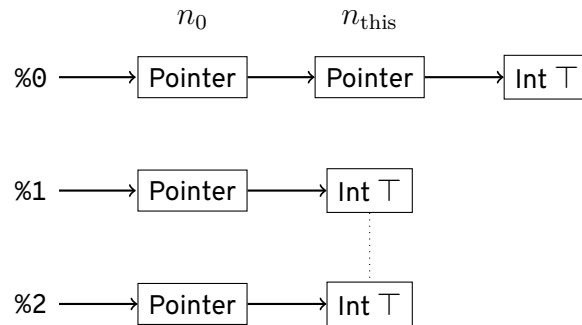 n_0 n_this
%0 Pointer Pointer Int ⊤
%1 Pointer Int ⊤
%2 Pointer Int ⊤